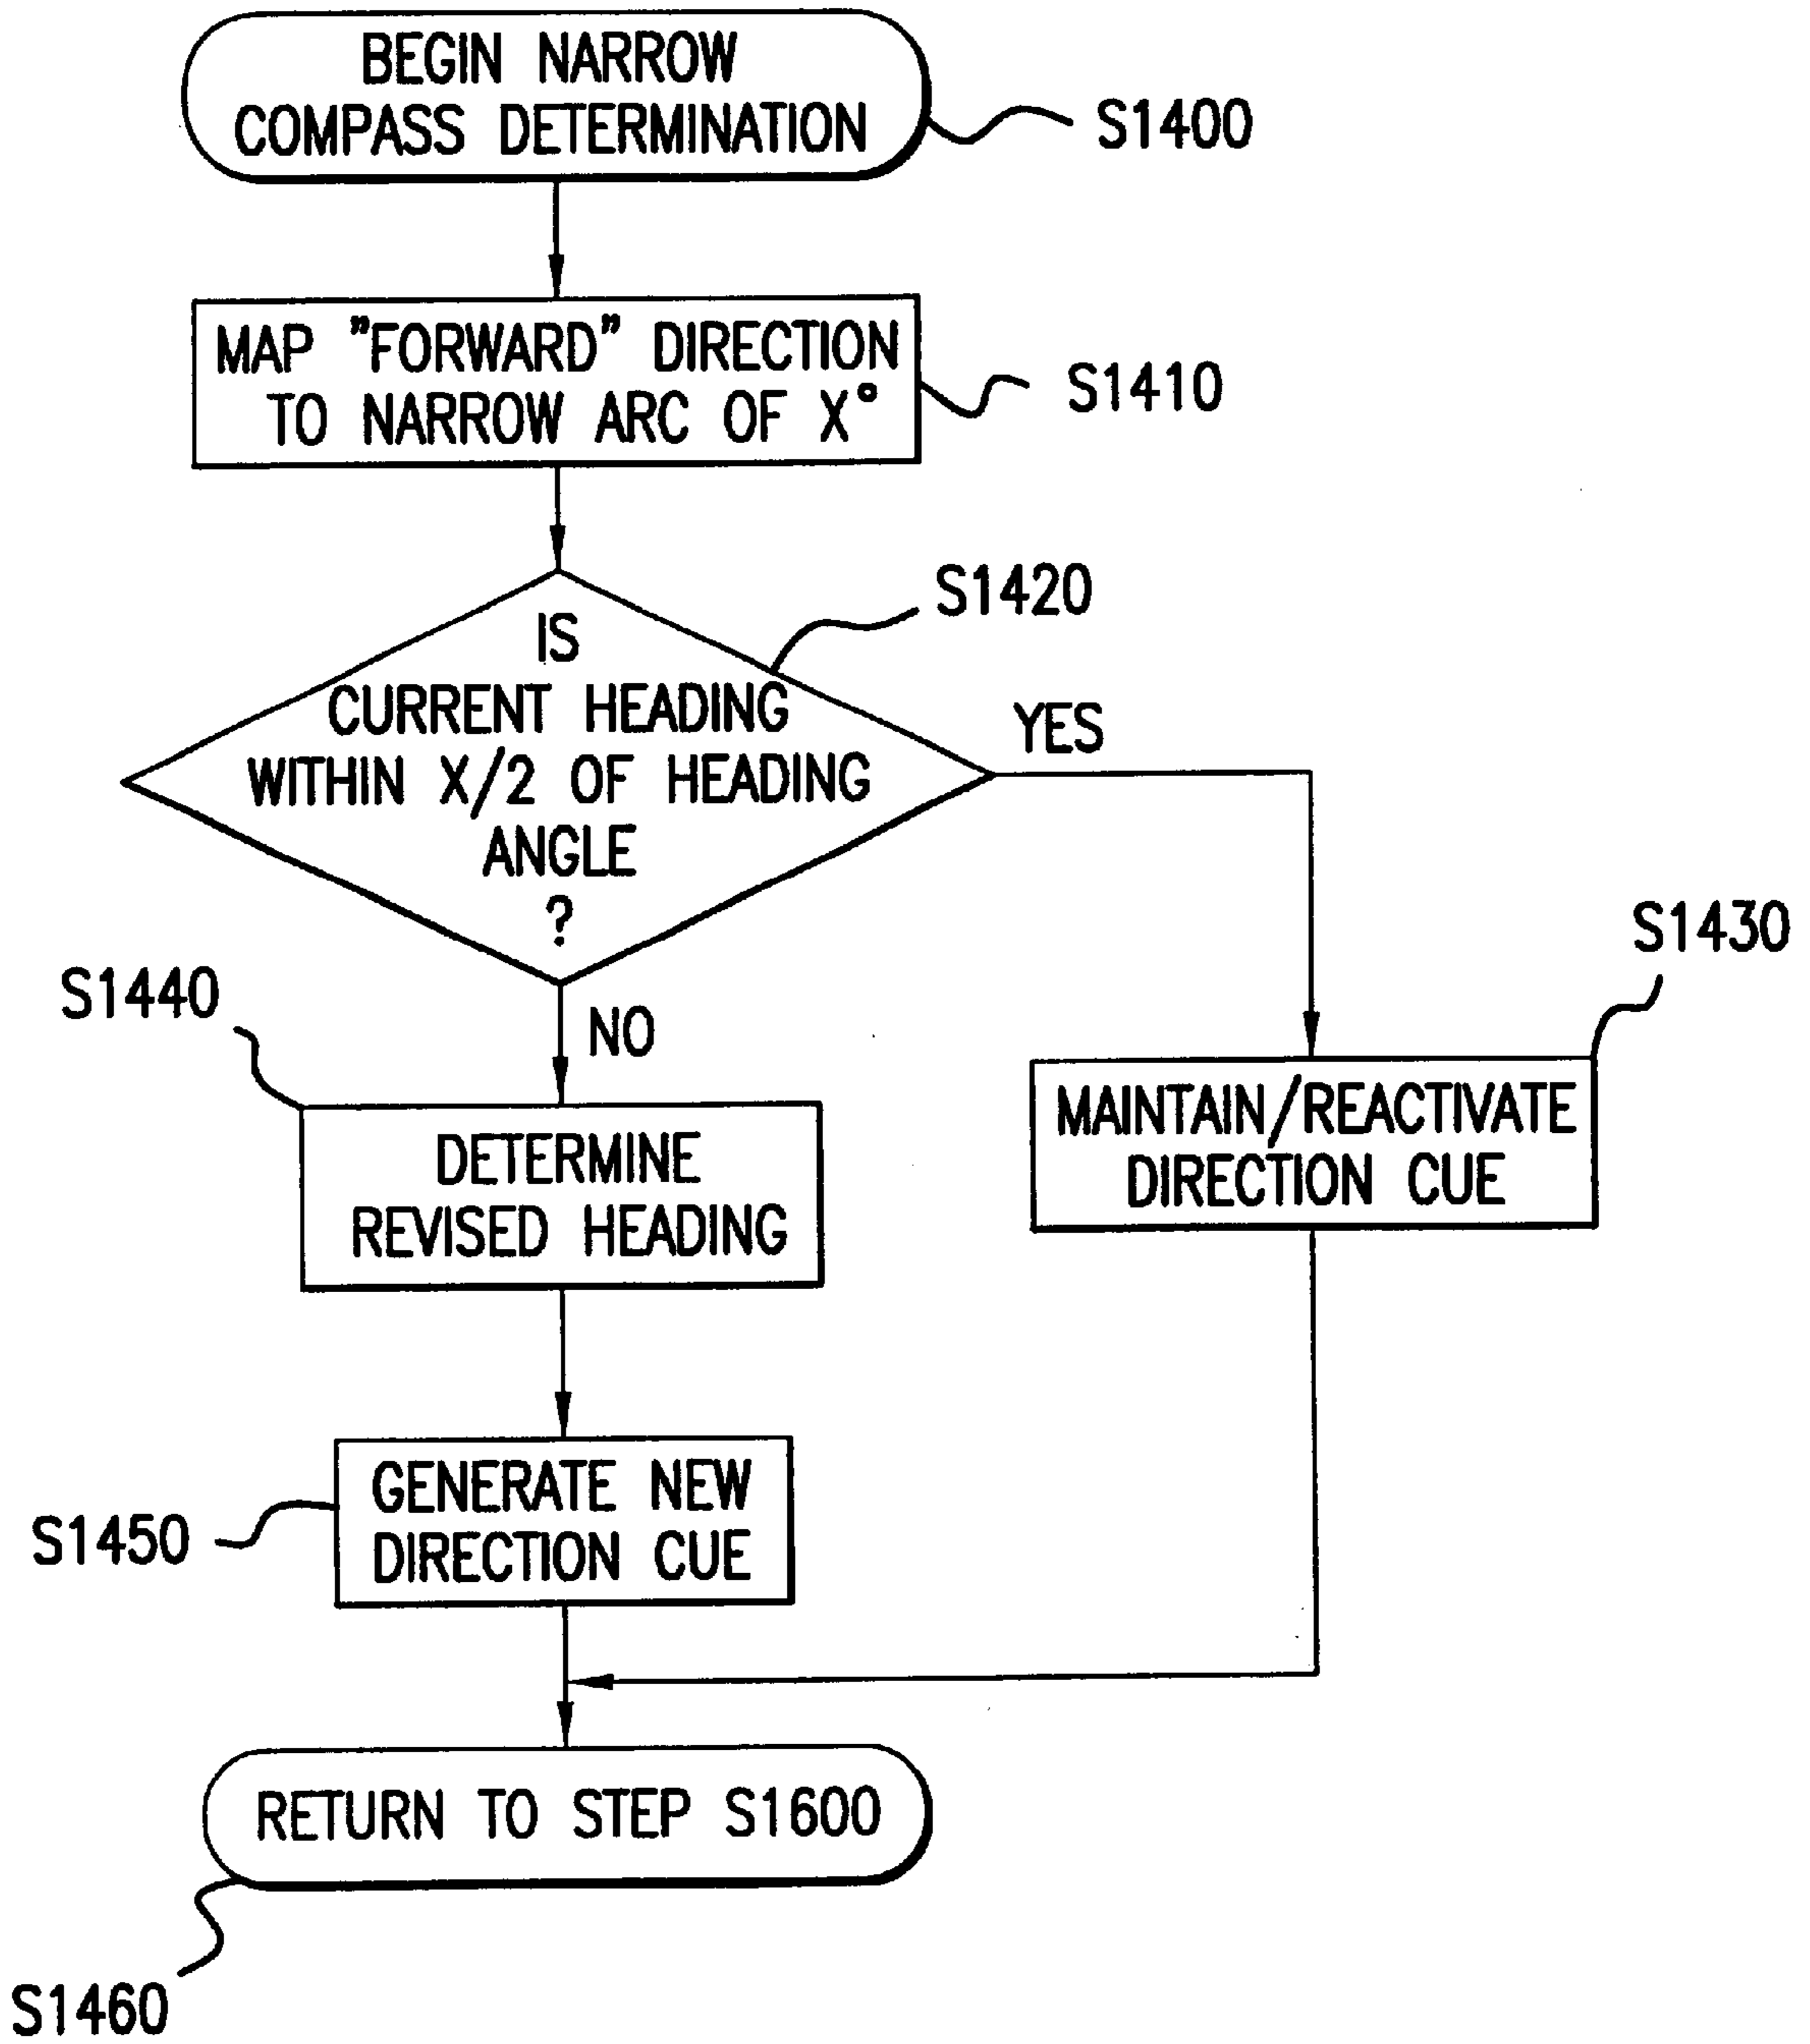 BEGIN NARROW
COMPASS DETERMINATION
S1400
MAP "FORWARD" DIRECTION
TO NARROW ARC OF X°
S1410
S1420
IS
CURRENT HEADING
WITHIN X/2 OF HEADING
ANGLE
?
YES
S1430
S1440
NO
MAINTAIN/REACTIVATE
DIRECTION CUE
DETERMINE
REVISED HEADING
GENERATE NEW
DIRECTION CUE
S1450
RETURN TO STEP S1600
S1460